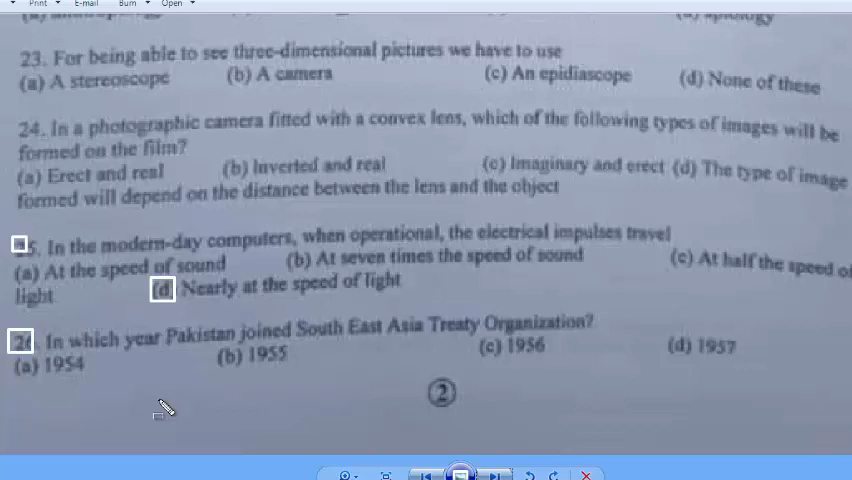 Print E-mail Burn Open
23. For being able to see three-dimensional pictures we have to use
(a) A stereoscope (b) A camera (c) An epidiascope (d) None of these
24. In a photographic camera fitted with a convex lens, which of the following types of images will be
formed on the film?
(a) Erect and real (b) Inverted and real (c) Imaginary and erect (d) The type of image
formed will depend on the distance between the lens and the object
5. In the modern-day computers, when operational, the electrical impulses travel
(a) At the speed of sound (b) At seven times the speed of sound (c) At half the speed of
light (d) Nearly at the speed of light
26. In which year Pakistan joined South East Asia Treaty Organization?
(a) 1954 (b) 1955 (c) 1956 (d) 1957
2